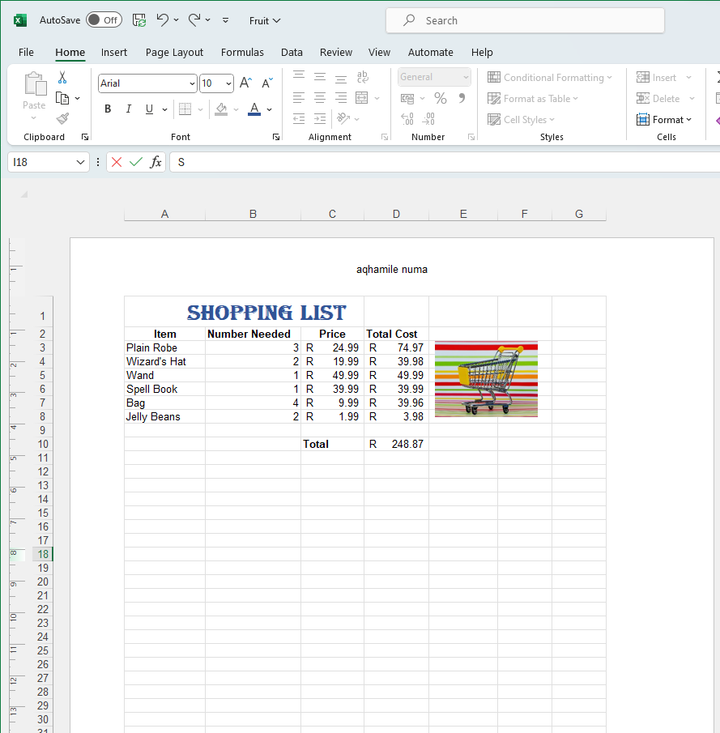 AutoSave Off Fruit Search
File Home Insert Page Layout Formulas Data Review View Automate Help
Paste
Arial 10 A A
B I U A
General
%
Conditional Formatting
Format as Table
Cell Styles
Insert
Delete
Format
Clipboard Font Alignment Number Styles Cells
I18 fx S
A B C D E F G
aqhamile numa
1 SHOPPING LIST
2 Item Number Needed Price Total Cost
3 Plain Robe 3 R 24.99 R 74.97
4 Wizard's Hat 2 R 19.99 R 39.98
5 Wand 1 R 49.99 R 49.99
6 Spell Book 1 R 39.99 R 39.99
7 Bag 4 R 9.99 R 39.96
8 Jelly Beans 2 R 1.99 R 3.98
9
10 Total R 248.87
11
12
13
14
15
16
17
18
19
20
21
22
23
24
25
26
27
28
29
30